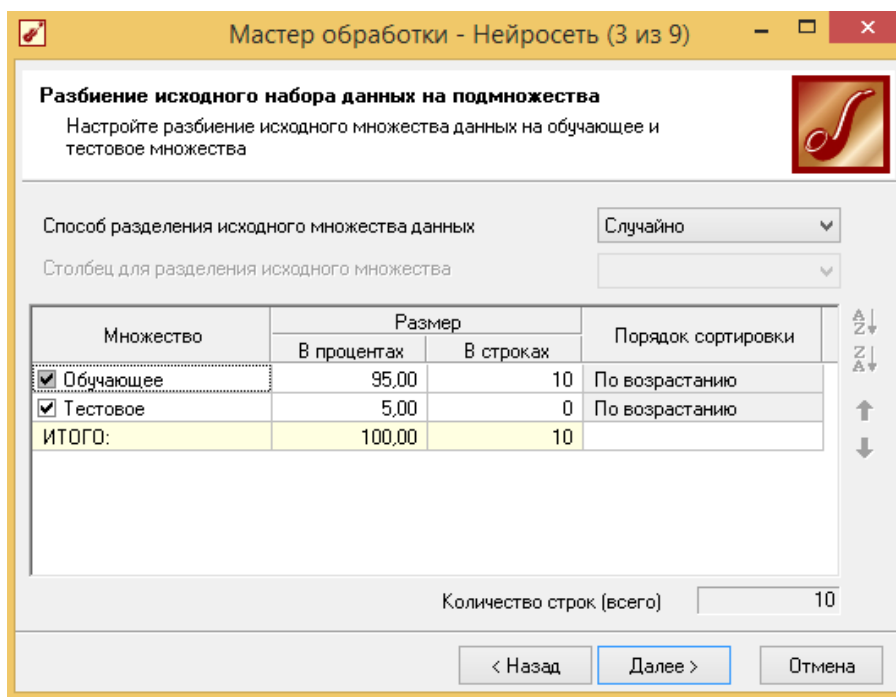 Мастер обработки - Нейросеть (3 из 9)
Разбиение исходного набора данных на подмножества
Настройте разбиение исходного множества данных на обучающее и
тестовое множества
Способ разделения исходного множества данных Случайно
Столбец для разделения исходного множества
Множество Размер Порядок сортировки
В процентах В строках
Обучающее 95,00 10 По возрастанию
Тестовое 5,00 0 По возрастанию
ИТОГО: 100,00 10
Количество строк (всего) 10
< Назад Далее > Отмена